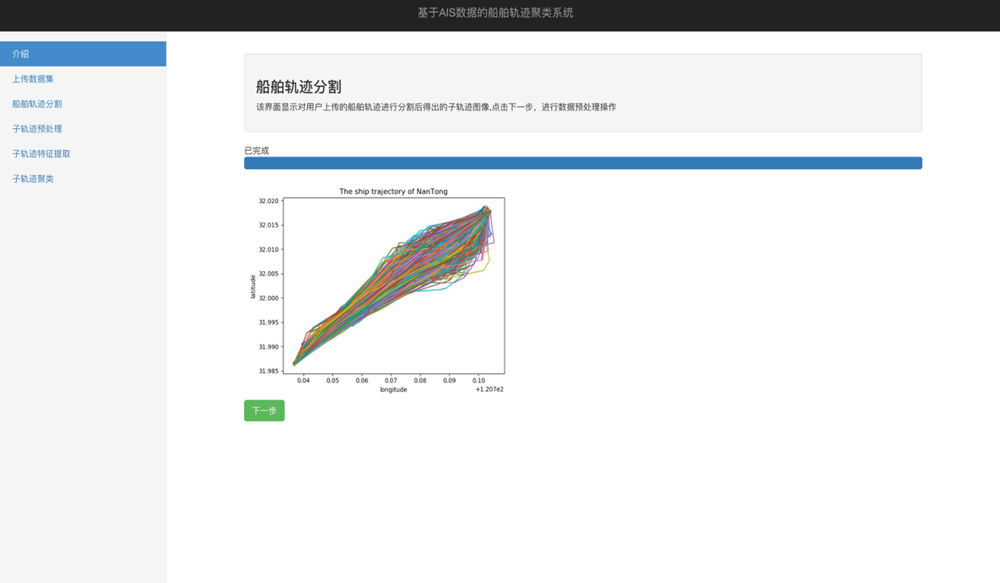 基于AIS数据的船舶轨迹聚类系统
介绍
上传数据集
船舶轨迹分割
子轨迹预处理
子轨迹特征提取
子轨迹聚类
船舶轨迹分割
该界面显示对用户上传的船舶轨迹进行分割后得出的子轨迹图像,点击下一步，进行数据预处理操作
已完成
The ship trajectory of NanTong
32.020
32.015
32.010
32.005
32.000
31.995
31.990
31.985
latitude
0.04 0.05 0.06 0.07 0.08 0.09 0.10
longitude
+1.207e2
下一步